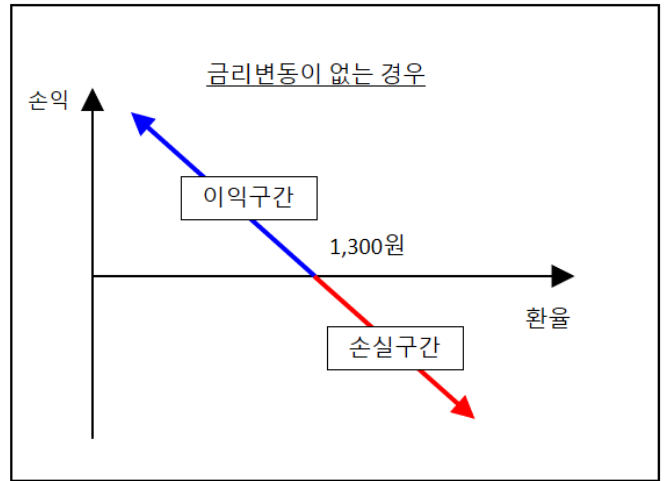 금리변동이 없는 경우
손익
이익구간
1,300원
환율
손실구간